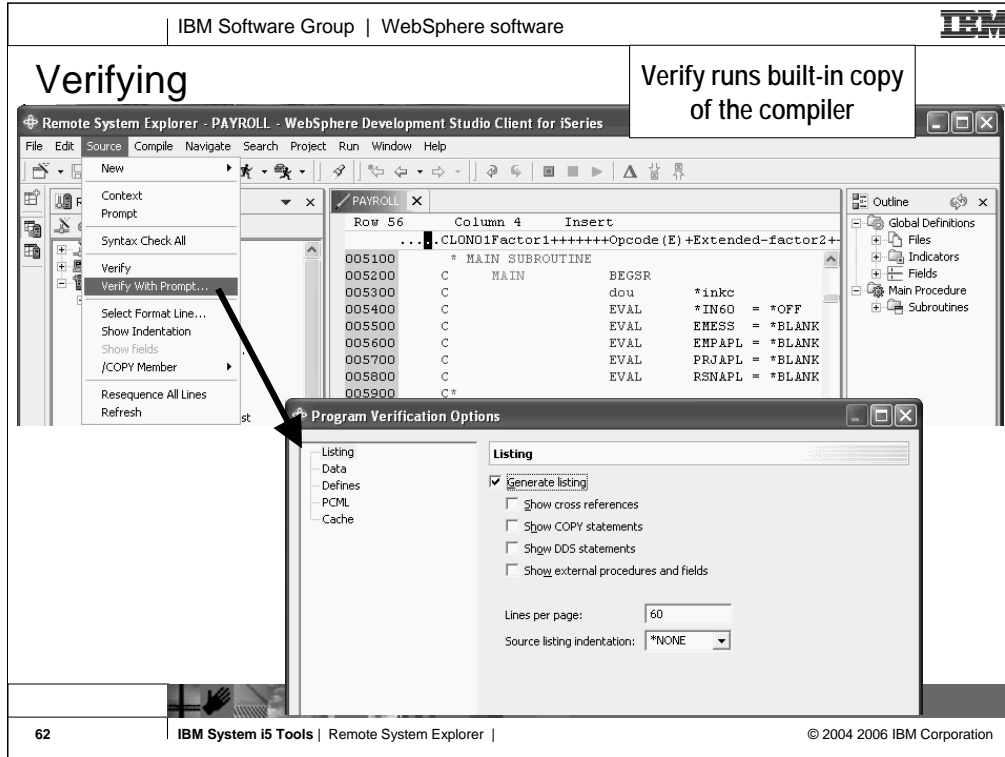 IBM Software Group | WebSphere software
IBM
Verifying
Verify runs built-in copy
of the compiler
Remote System Explorer - PAYROLL - WebSphere Development Studio Client for iSeries
File Edit Source Compile Navigate Search Project Run Window Help
New
Context
Prompt
Syntax Check All
Verify
Verify With Prompt...
Select Format Line...
Show Indentation
Show fields
/COPY Member
Resequence All Lines
Refresh
st
PAYROLL
Row 56 Column 4 Insert
.CLON01Factor1+++++++Opcode(E)+Extended-factor2+-
005100 * MAIN SUBROUTINE
005200 C MAIN BEGSR
005300 C dou *inkc
005400 C EVAL *IN60 = *OFF
005500 C EVAL EMESS = *BLANK
005600 C EVAL EMPAPL = *BLANK
005700 C EVAL PRJAPL = *BLANK
005800 C EVAL RSNAPL = *BLANK
005900 C*
Outline
Global Definitions
Files
Indicators
Fields
Main Procedure
Subroutines
Program Verification Options
Listing
Data
Defines
PCML
Cache
Listing
Generate listing
Show cross references
Show COPY statements
Show DDS statements
Show external procedures and fields
Lines per page: 60
Source listing indentation: *NONE
62 IBM System i5 Tools | Remote System Explorer | © 2004 2006 IBM Corporation